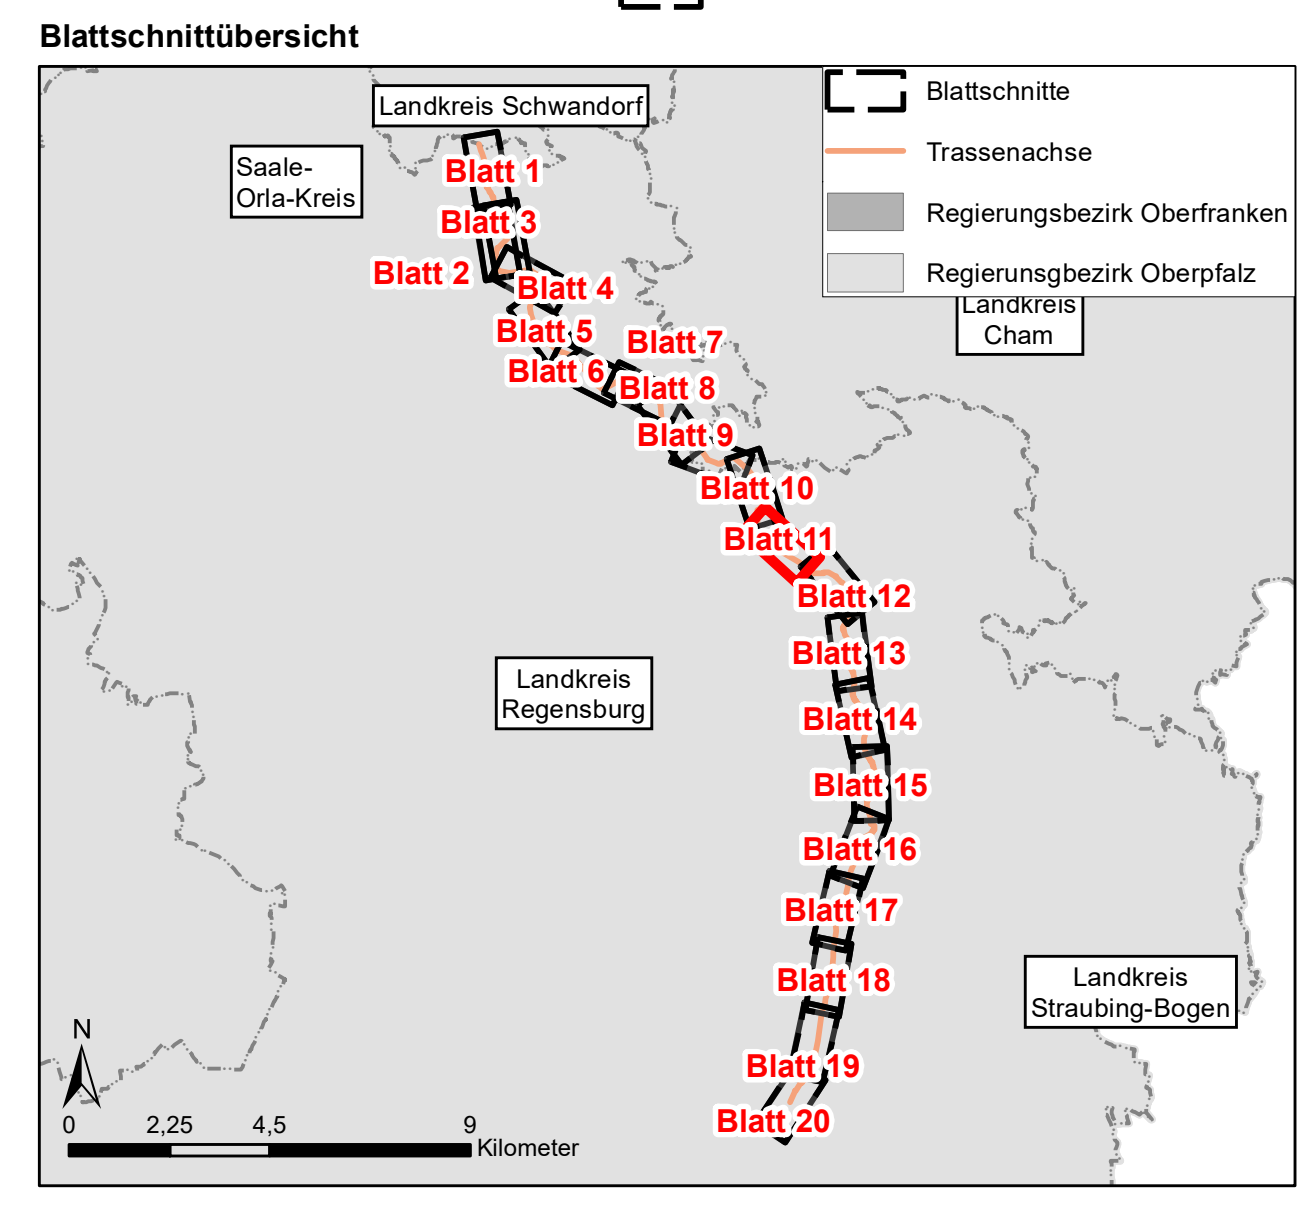 Blattschnittübersicht
Landkreis Schwandorf
Saale-
Orla-Kreis
Blattschnitte
Trassenachse
Regierungsbezirk Oberfranken
Regierunsgbezirk Oberpfalz
Landkreis
Cham
Blatt 1
Blatt 3
Blatt 2
Blatt 4
Blatt 5
Blatt 7
Blatt 6
Blatt 8
Blatt 9
Blatt 10
Blatt 11
Blatt 12
Blatt 13
Landkreis
Regensburg
Blatt 14
Blatt 15
Blatt 16
Blatt 17
Blatt 18
Landkreis
Straubing-Bogen
Blatt 19
Blatt 20
N
0 2,25 4,5 9
Kilometer